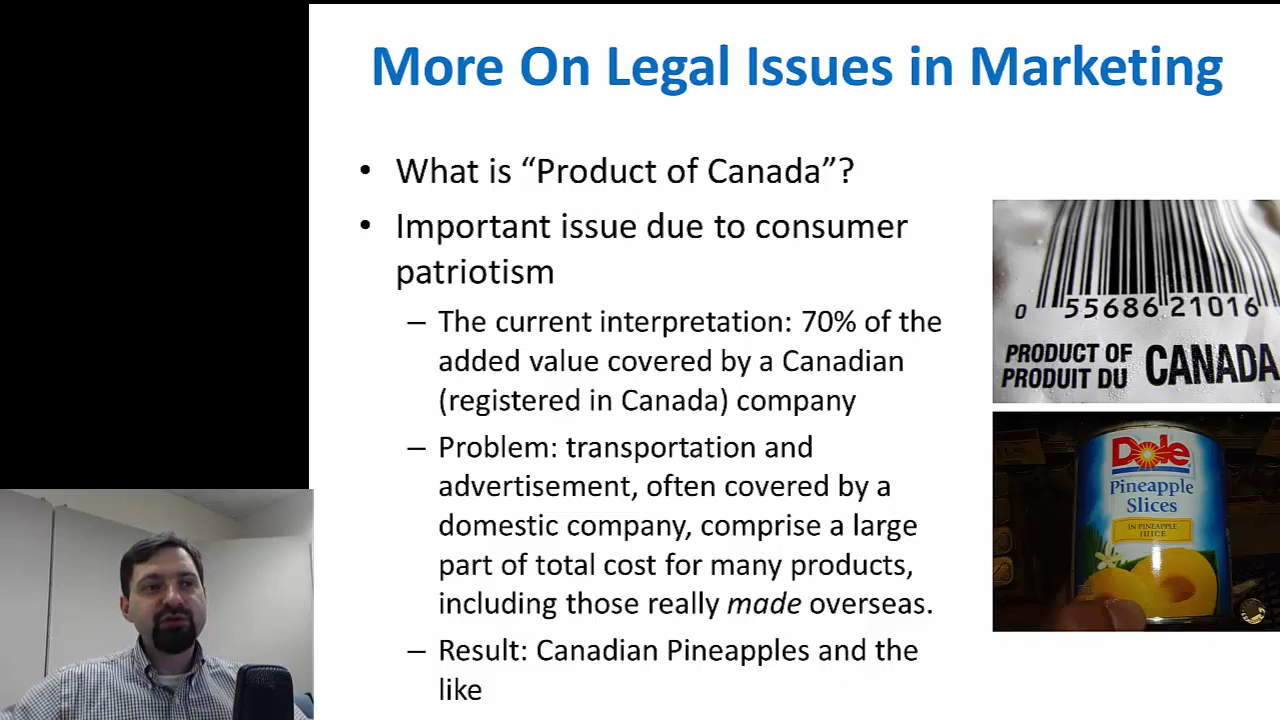 More On Legal Issues in Marketing
• What is “Product of Canada”?
• Important issue due to consumer
patriotism
– The current interpretation: 70% of the
added value covered by a Canadian
(registered in Canada) company
– Problem: transportation and
advertisement, often covered by a
domestic company, comprise a large
part of total cost for many products,
including those really made overseas.
– Result: Canadian Pineapples and the
like
0 55686 21016
PRODUCT OF
PRODUIT DU CANADA
Dole
Pineapple
Slices
IN PINEAPPLE
JUICE